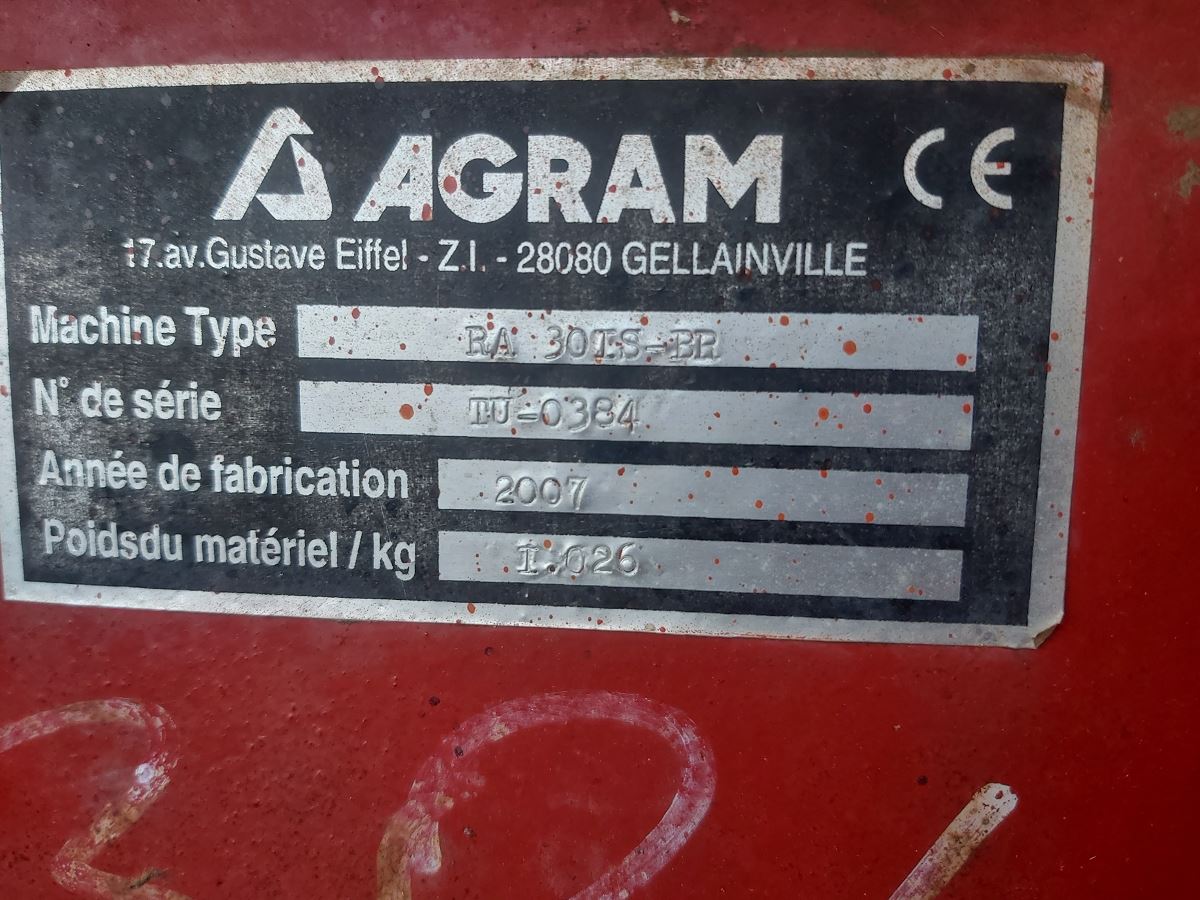 AGRAM CE
17.av.Gustave Eiffel - Z.I. - 28080 GELLAINVILLE
Machine Type RA 30TS-BR
N° de série TU-0384
Année de fabrication 2007
Poidsdu matériel / kg 1.026